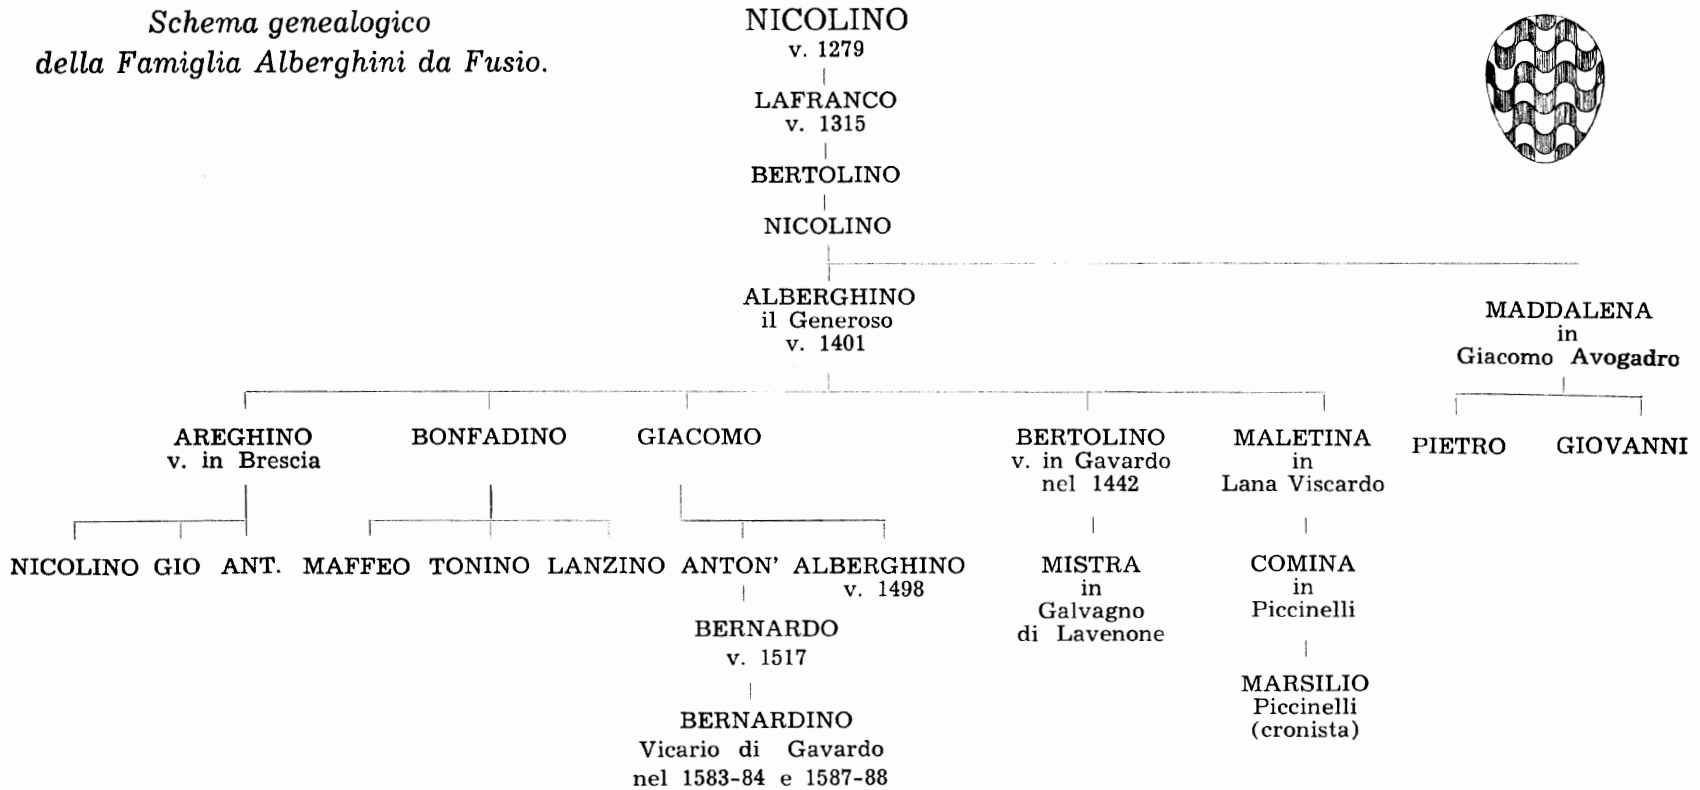 Schema genealogico
della Famiglia Alberghini da Fusio.
NICOLINO
v. 1279
LAFRANCO
v. 1315
BERTOLINO
NICOLINO
ALBERGHINO
il Generoso
v. 1401
MADDALENA
in
Giacomo Avogadro
AREGHINO
v. in Brescia
BONFADINO
GIACOMO
BERTOLINO
v. in Gavardo
nel 1442
MALETINA
in
Lana Viscardo
PIETRO
GIOVANNI
NICOLINO GIO ANT. MAFFEO TONINO LANZINO ANTON' ALBERGHINO
v. 1498
MISTRA
in
Galvagno
di Lavenone
COMINA
in
Piccinelli
BERNARDO
v. 1517
MARSILIO
Piccinelli
(cronista)
BERNARDINO
Vicario di Gavardo
nel 1583-84 e 1587-88